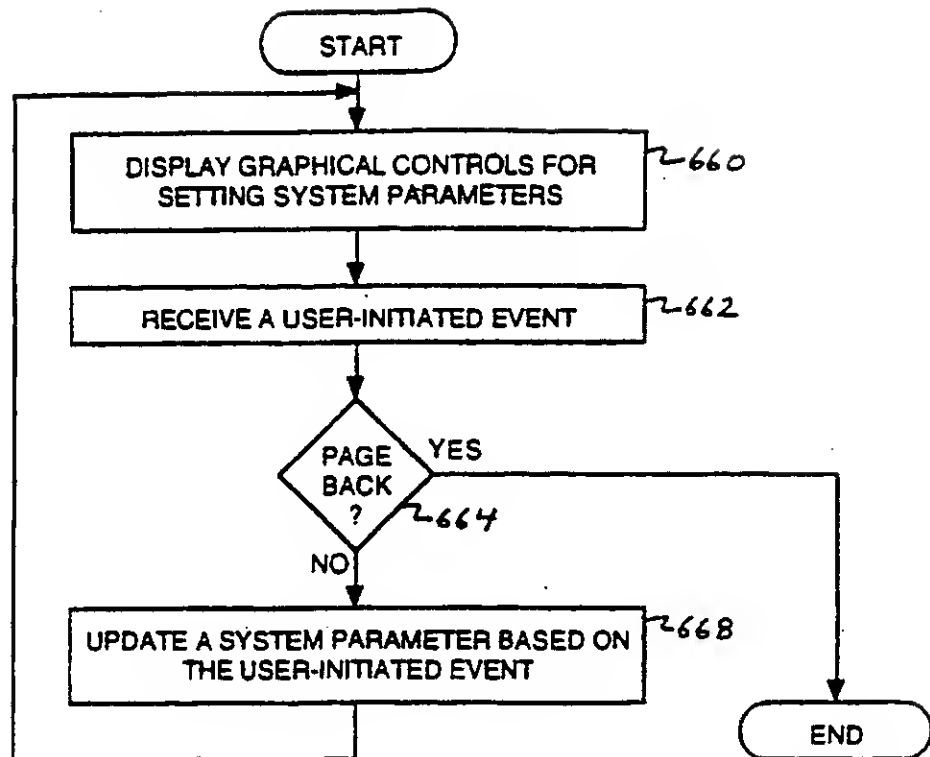 START
DISPLAY GRAPHICAL CONTROLS FOR
SETTING SYSTEM PARAMETERS
660
RECEIVE A USER-INITIATED EVENT
662
PAGE
BACK
?
YES
664
NO
UPDATE A SYSTEM PARAMETER BASED ON
THE USER-INITIATED EVENT
668
END